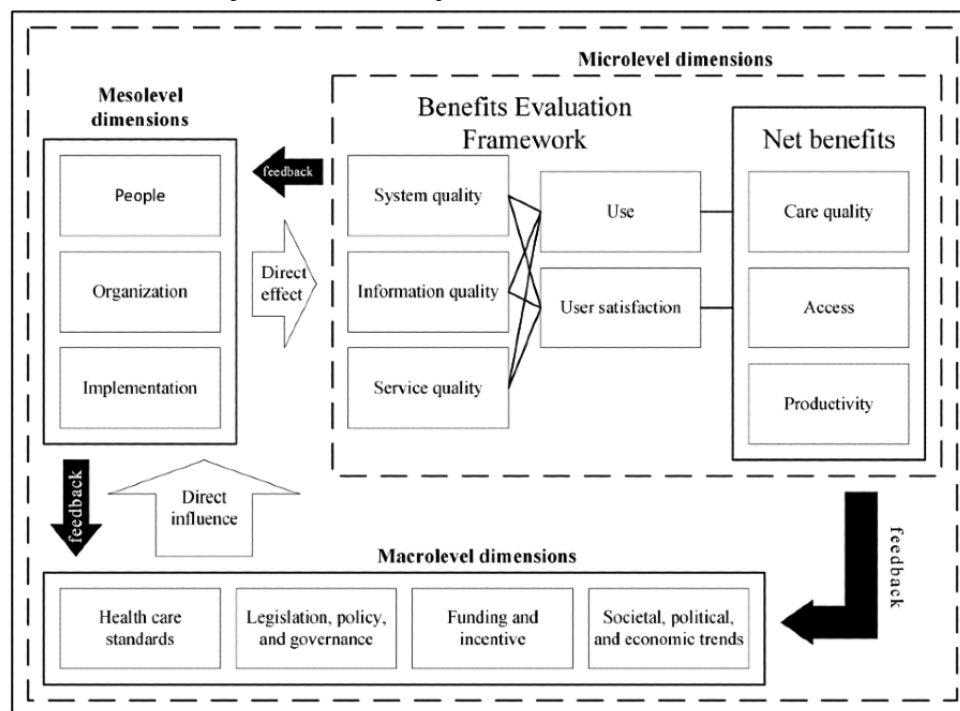 Microlevel dimensions
Mesolevel
dimensions
People
Organization
Implementation
feedback
Direct
effect
Benefits Evaluation
Framework
System quality
Information quality
Service quality
Use
User satisfaction
Net benefits
Care quality
Access
Productivity
feedback
Direct
influence
feedback
Macrolevel dimensions
Health care
standards
Legislation, policy,
and governance
Funding and
incentive
Societal, political,
and economic trends